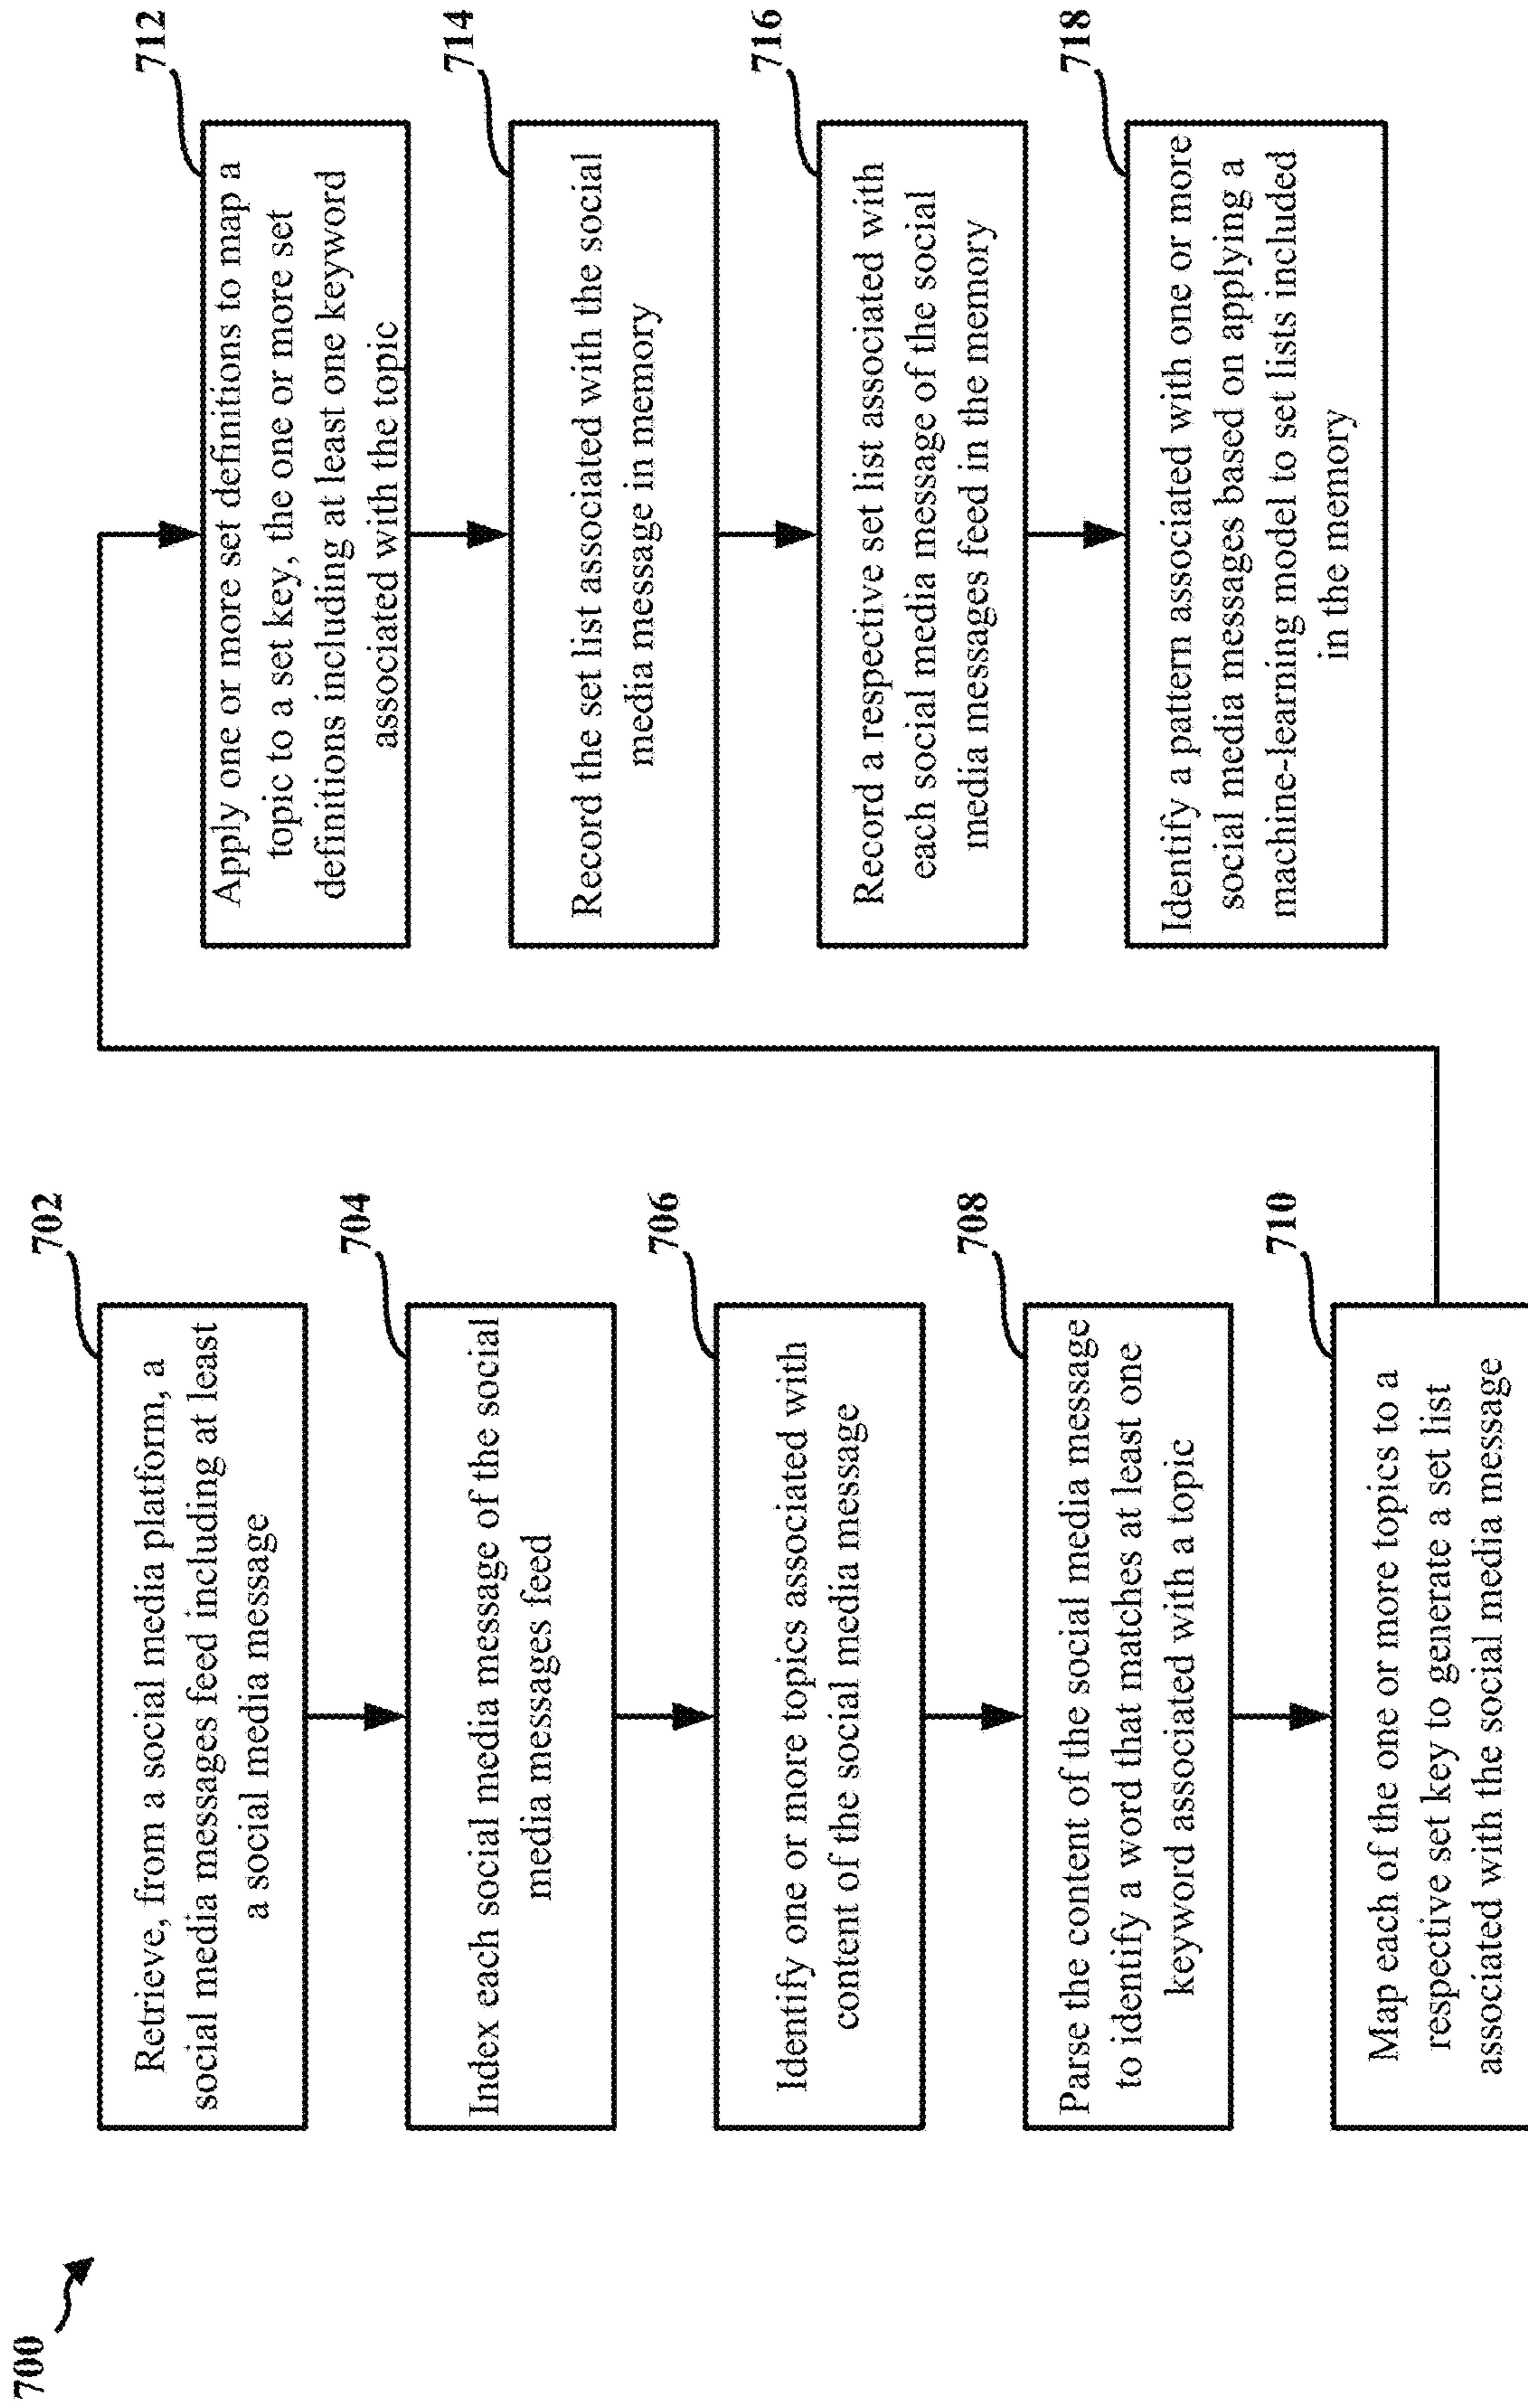 700
702
Retrieve, from a social media platform, a
social media messages feed including at least
a social media message
704
Index each social media message of the social
media messages feed
706
Identify one or more topics associated with
content of the social media message
708
Parse the content of the social media message
to identify a word that matches at least one
keyword associated with a topic
710
Map each of the one or more topics to a
respective set key to generate a set list
associated with the social media message
712
Apply one or more set definitions to map a
topic to a set key, the one or more set
definitions including at least one keyword
associated with the topic
714
Record the set list associated with the social
media message in memory
716
Record a respective set list associated with
each social media message of the social
media messages feed in the memory
718
Identify a pattern associated with one or more
social media messages based on applying a
machine-learning model to set lists included
in the memory